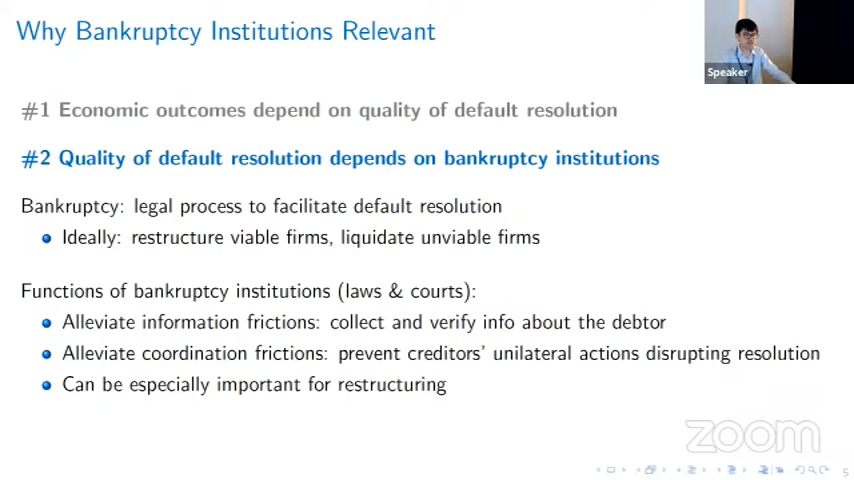 Why Bankruptcy Institutions Relevant
Speaker
#1 Economic outcomes depend on quality of default resolution
#2 Quality of default resolution depends on bankruptcy institutions
Bankruptcy: legal process to facilitate default resolution
Ideally: restructure viable firms, liquidate unviable firms
Functions of bankruptcy institutions (laws & courts):
Alleviate information frictions: collect and verify info about the debtor
Alleviate coordination frictions: prevent creditors' unilateral actions disrupting resolution
Can be especially important for restructuring
zoom
5